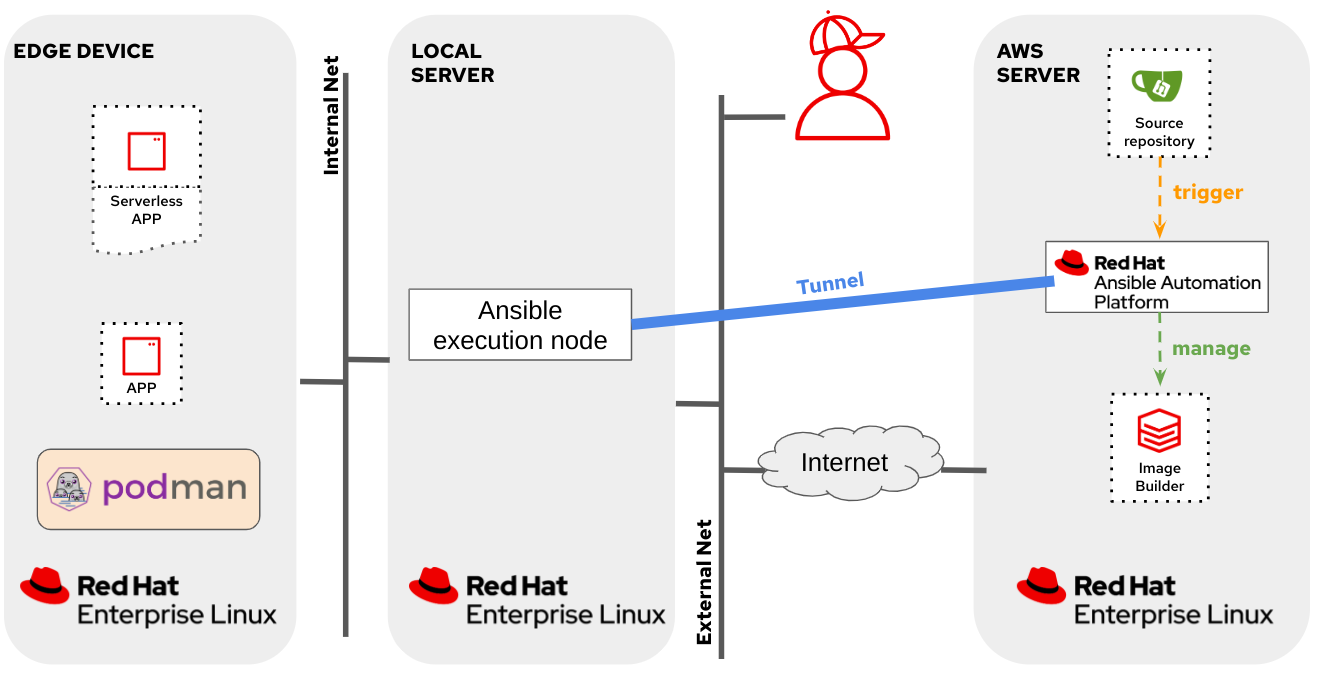 EDGE DEVICE
Serverless
APP
APP
podman
Red Hat
Enterprise Linux
Internal Net
LOCAL
SERVER
Ansible
execution node
Red Hat
Enterprise Linux
Tunnel
External Net
Internet
AWS
SERVER
Source
repository
trigger
Red Hat
Ansible Automation
Platform
manage
Image
Builder
Red Hat
Enterprise Linux